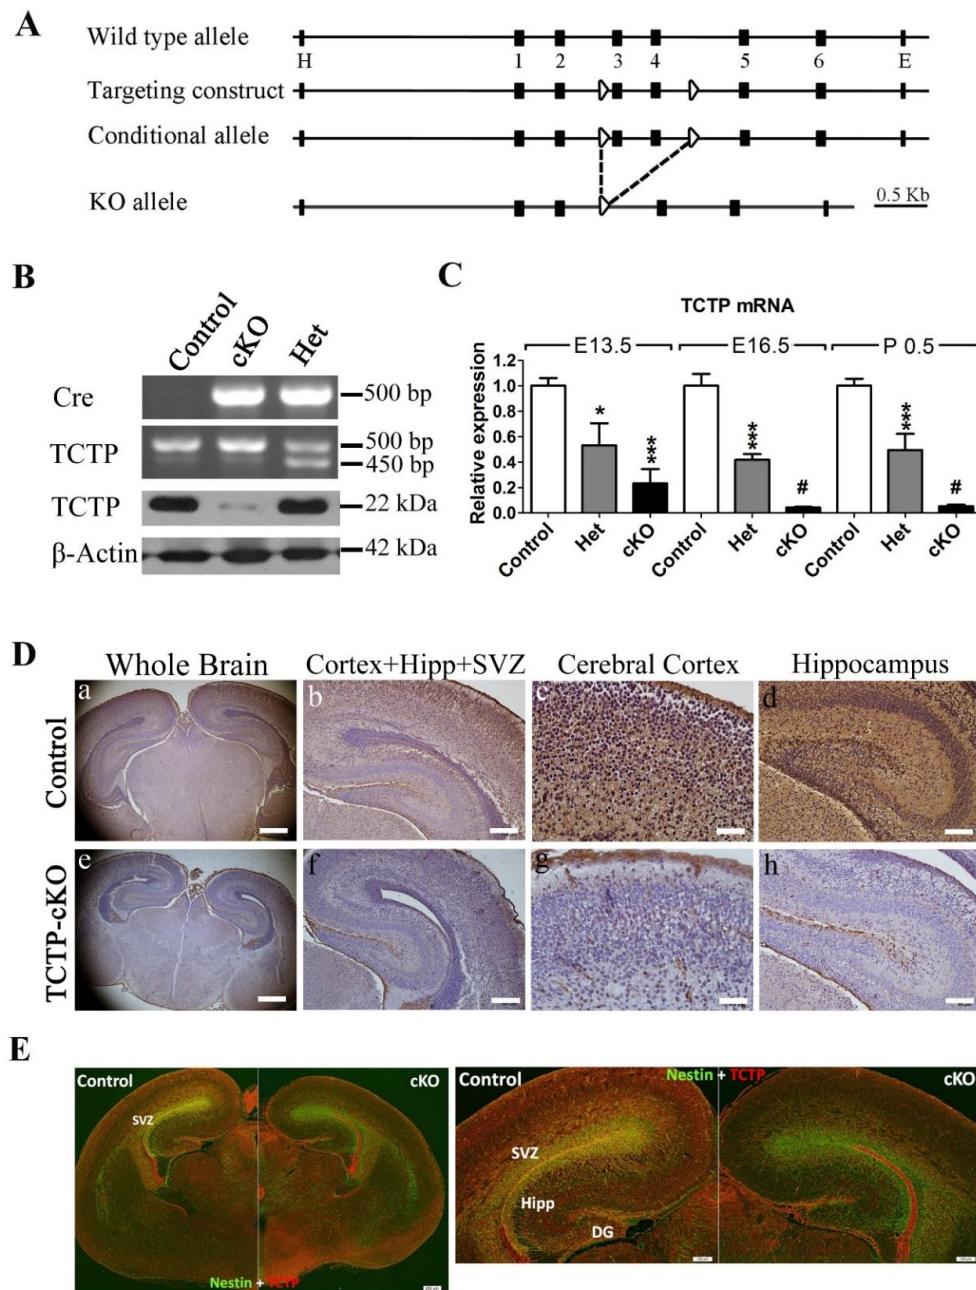 A
Wild type allele
H 1 2 3 4 5 6 E
Targeting construct
Conditional allele
KO allele
0.5 Kb
B
Control cKO Het
Cre
500 bp
TCTP
500 bp
450 bp
TCTP
22 kDa
β-Actin
42 kDa
C
TCTP mRNA
E13.5 E16.5 P 0.5
Relative expression
1.2
1.0
0.8
0.6
0.4
0.2
0.0
* *** *** # *** #
Control Het cKO Control Het cKO Control Het cKO
D
Whole Brain Cortex+Hipp+SVZ Cerebral Cortex Hippocampus
Control
a b c d
TCTP-cKO
e f g h
E
Control cKO
SVZ
Nestin + TCTP
Control Nestin + TCTP cKO
SVZ
Hipp
DG